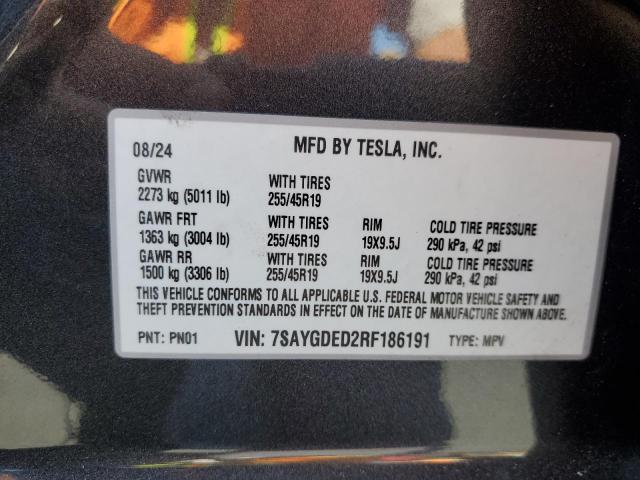 08/24 MFD BY TESLA, INC.
GVWR WITH TIRES
2273 kg (5011 lb) 255/45R19
GAWR FRT WITH TIRES RIM COLD TIRE PRESSURE
1363 kg (3004 lb) 255/45R19 19X9.5J 290 kPa, 42 psi
GAWR RR WITH TIRES RIM COLD TIRE PRESSURE
1500 kg (3306 lb) 255/45R19 19X9.5J 290 kPa, 42 psi
THIS VEHICLE CONFORMS TO ALL APPLICABLE U.S. FEDERAL MOTOR VEHICLE SAFETY AND
THEFT PREVENTION STANDARDS IN EFFECT ON THE DATE OF MANUFACTURE SHOWN ABOVE.
PNT: PN01 VIN: 7SAYGDED2RF186191 TYPE: MPV